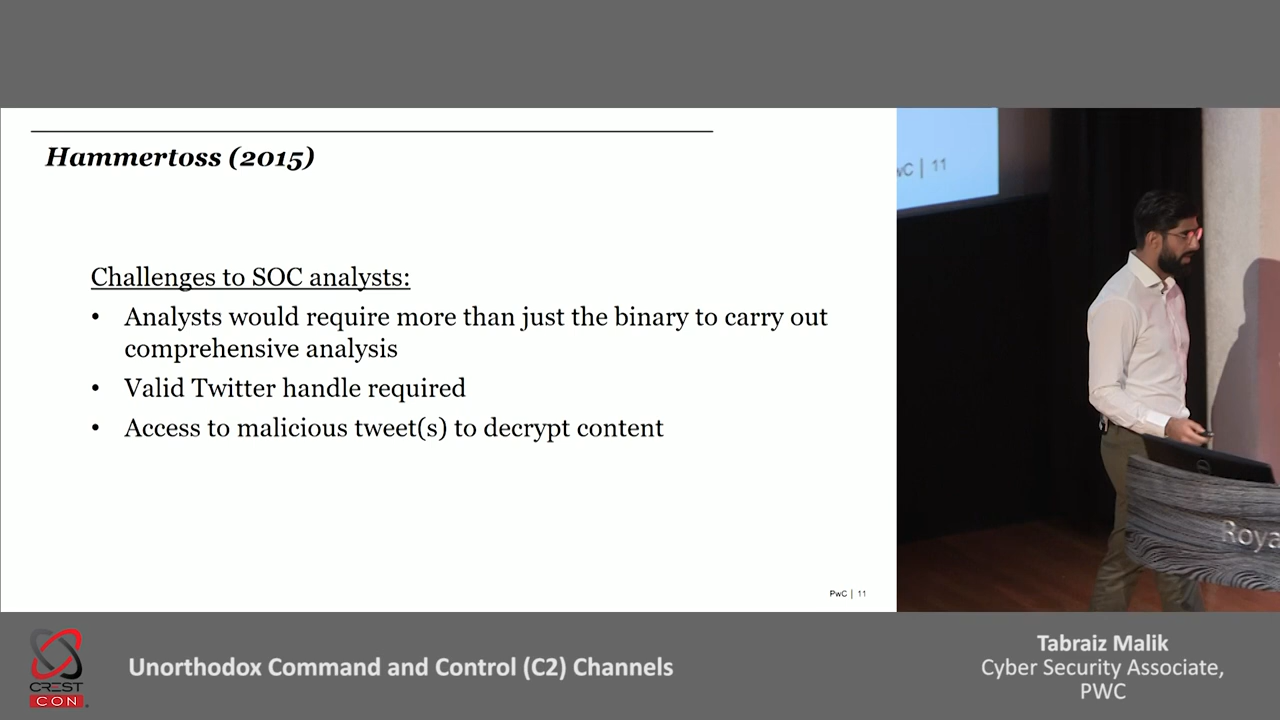 Hammertoss (2015)
Challenges to SOC analysts:
• Analysts would require more than just the binary to carry out
comprehensive analysis
• Valid Twitter handle required
• Access to malicious tweet(s) to decrypt content
PwC | 11
wC | 11
Roya
CREST
CON
Unorthodox Command and Control (C2) Channels
Tabraiz Malik
Cyber Security Associate,
PWC